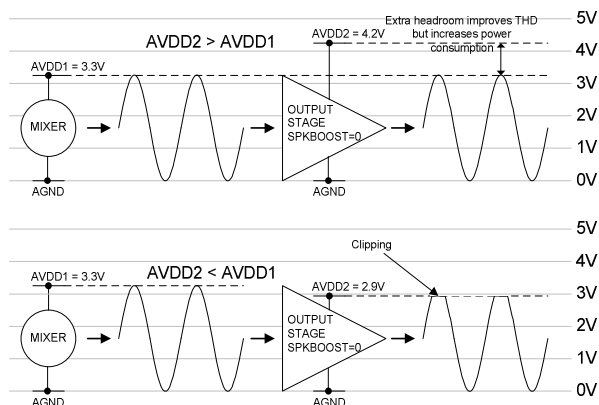 Extra headroom improves THD
but increases power
consumption
5V
AVDD2 > AVDD1
AVDD2 = 4.2V
4V
AVDD1 = 3.3V
3V
MIXER
OUTPUT
STAGE
SPKBOOST=0
2V
1V
AGND
AGND
0V
5V
Clipping
4V
AVDD2 < AVDD1
AVDD1 = 3.3V
AVDD2 = 2.9V
3V
MIXER
OUTPUT
STAGE
SPKBOOST=0
2V
1V
AGND
AGND
0V